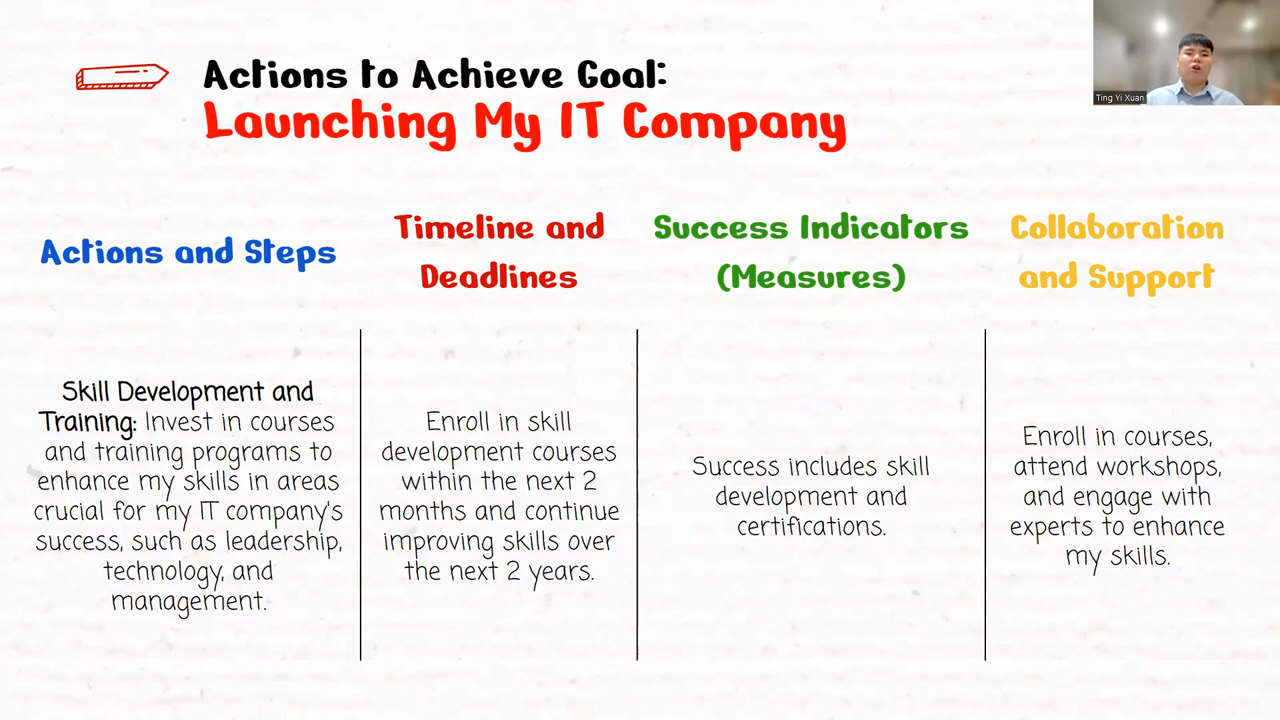 Actions to Achieve Goal:
Launching My IT Company
Ting Yi Xuan
Actions and Steps
Timeline and
Deadlines
Success Indicators
(Measures)
Collaboration
and Support
Skill Development and
Training: Invest in courses
and training programs to
enhance my skills in areas
crucial for my IT company's
success, such as leadership,
technology, and
management.
Enroll in skill
development courses
within the next 2
months and continue
improving skills over
the next 2 years.
Success includes skill
development and
certifications.
Enroll in courses,
attend workshops,
and engage with
experts to enhance
my skills.